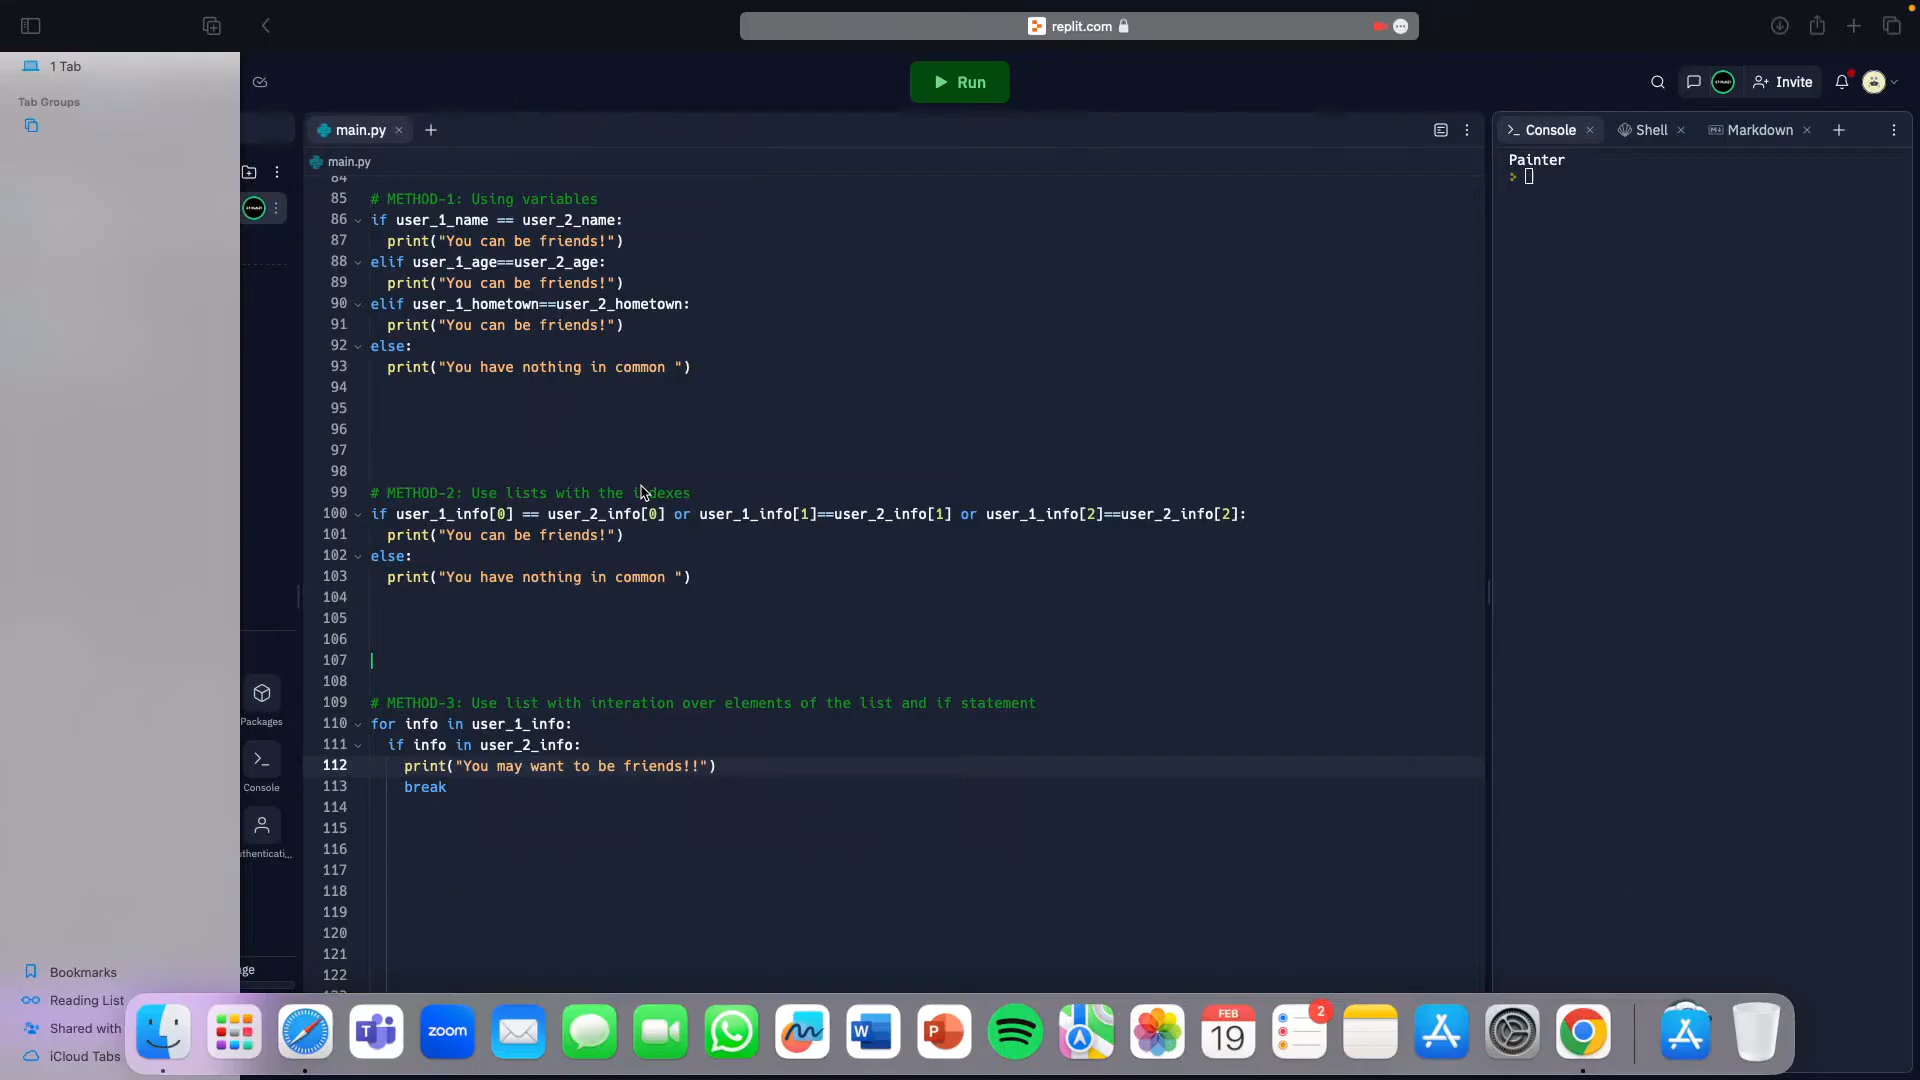 replit.com
1 Tab
Tab Groups
Run
Invite
main.py
main.py
Console
Shell
Markdown
Painter
84
85 # METHOD-1: Using variables
86 if user_1_name == user_2_name:
87 print("You can be friends!")
88 elif user_1_age==user_2_age:
89 print("You can be friends!")
90 elif user_1_hometown==user_2_hometown:
91 print("You can be friends!")
92 else:
93 print("You have nothing in common ")
94
95
96
97
98
99 # METHOD-2: Use lists with the indexes
100 if user_1_info[0] == user_2_info[0] or user_1_info[1]==user_2_info[1] or user_1_info[2]==user_2_info[2]:
101 print("You can be friends!")
102 else:
103 print("You have nothing in common ")
104
105
106
107
108
109 # METHOD-3: Use list with interation over elements of the list and if statement
110 for info in user_1_info:
111 if info in user_2_info:
112 print("You may want to be friends!!")
113 break
114
115
116
117
118
119
120
121
122
Packages
Console
uthenticati...
age
Bookmarks
Reading List
Shared with
iCloud Tabs
zoom
FEB
19
2